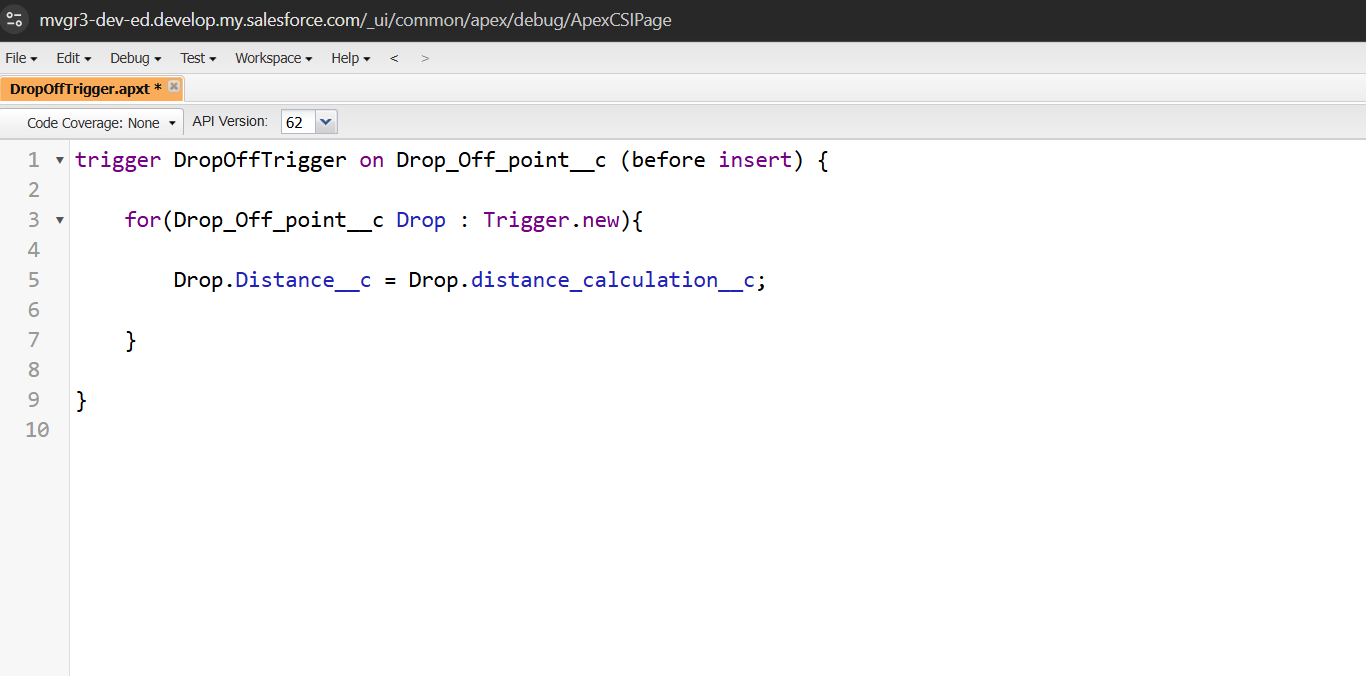 mvgr3-dev-ed.develop.my.salesforce.com/_ui/common/apex/debug/ApexCSIPage
File Edit Debug Test Workspace Help < >
DropOffTrigger.apxt *
Code Coverage: None API Version: 62
1 trigger DropOffTrigger on Drop_Off_point__c (before insert) {
2
3 for(Drop_Off_point__c Drop : Trigger.new){
4
5 Drop.Distance__c = Drop.distance_calculation__c;
6
7 }
8
9 }
10